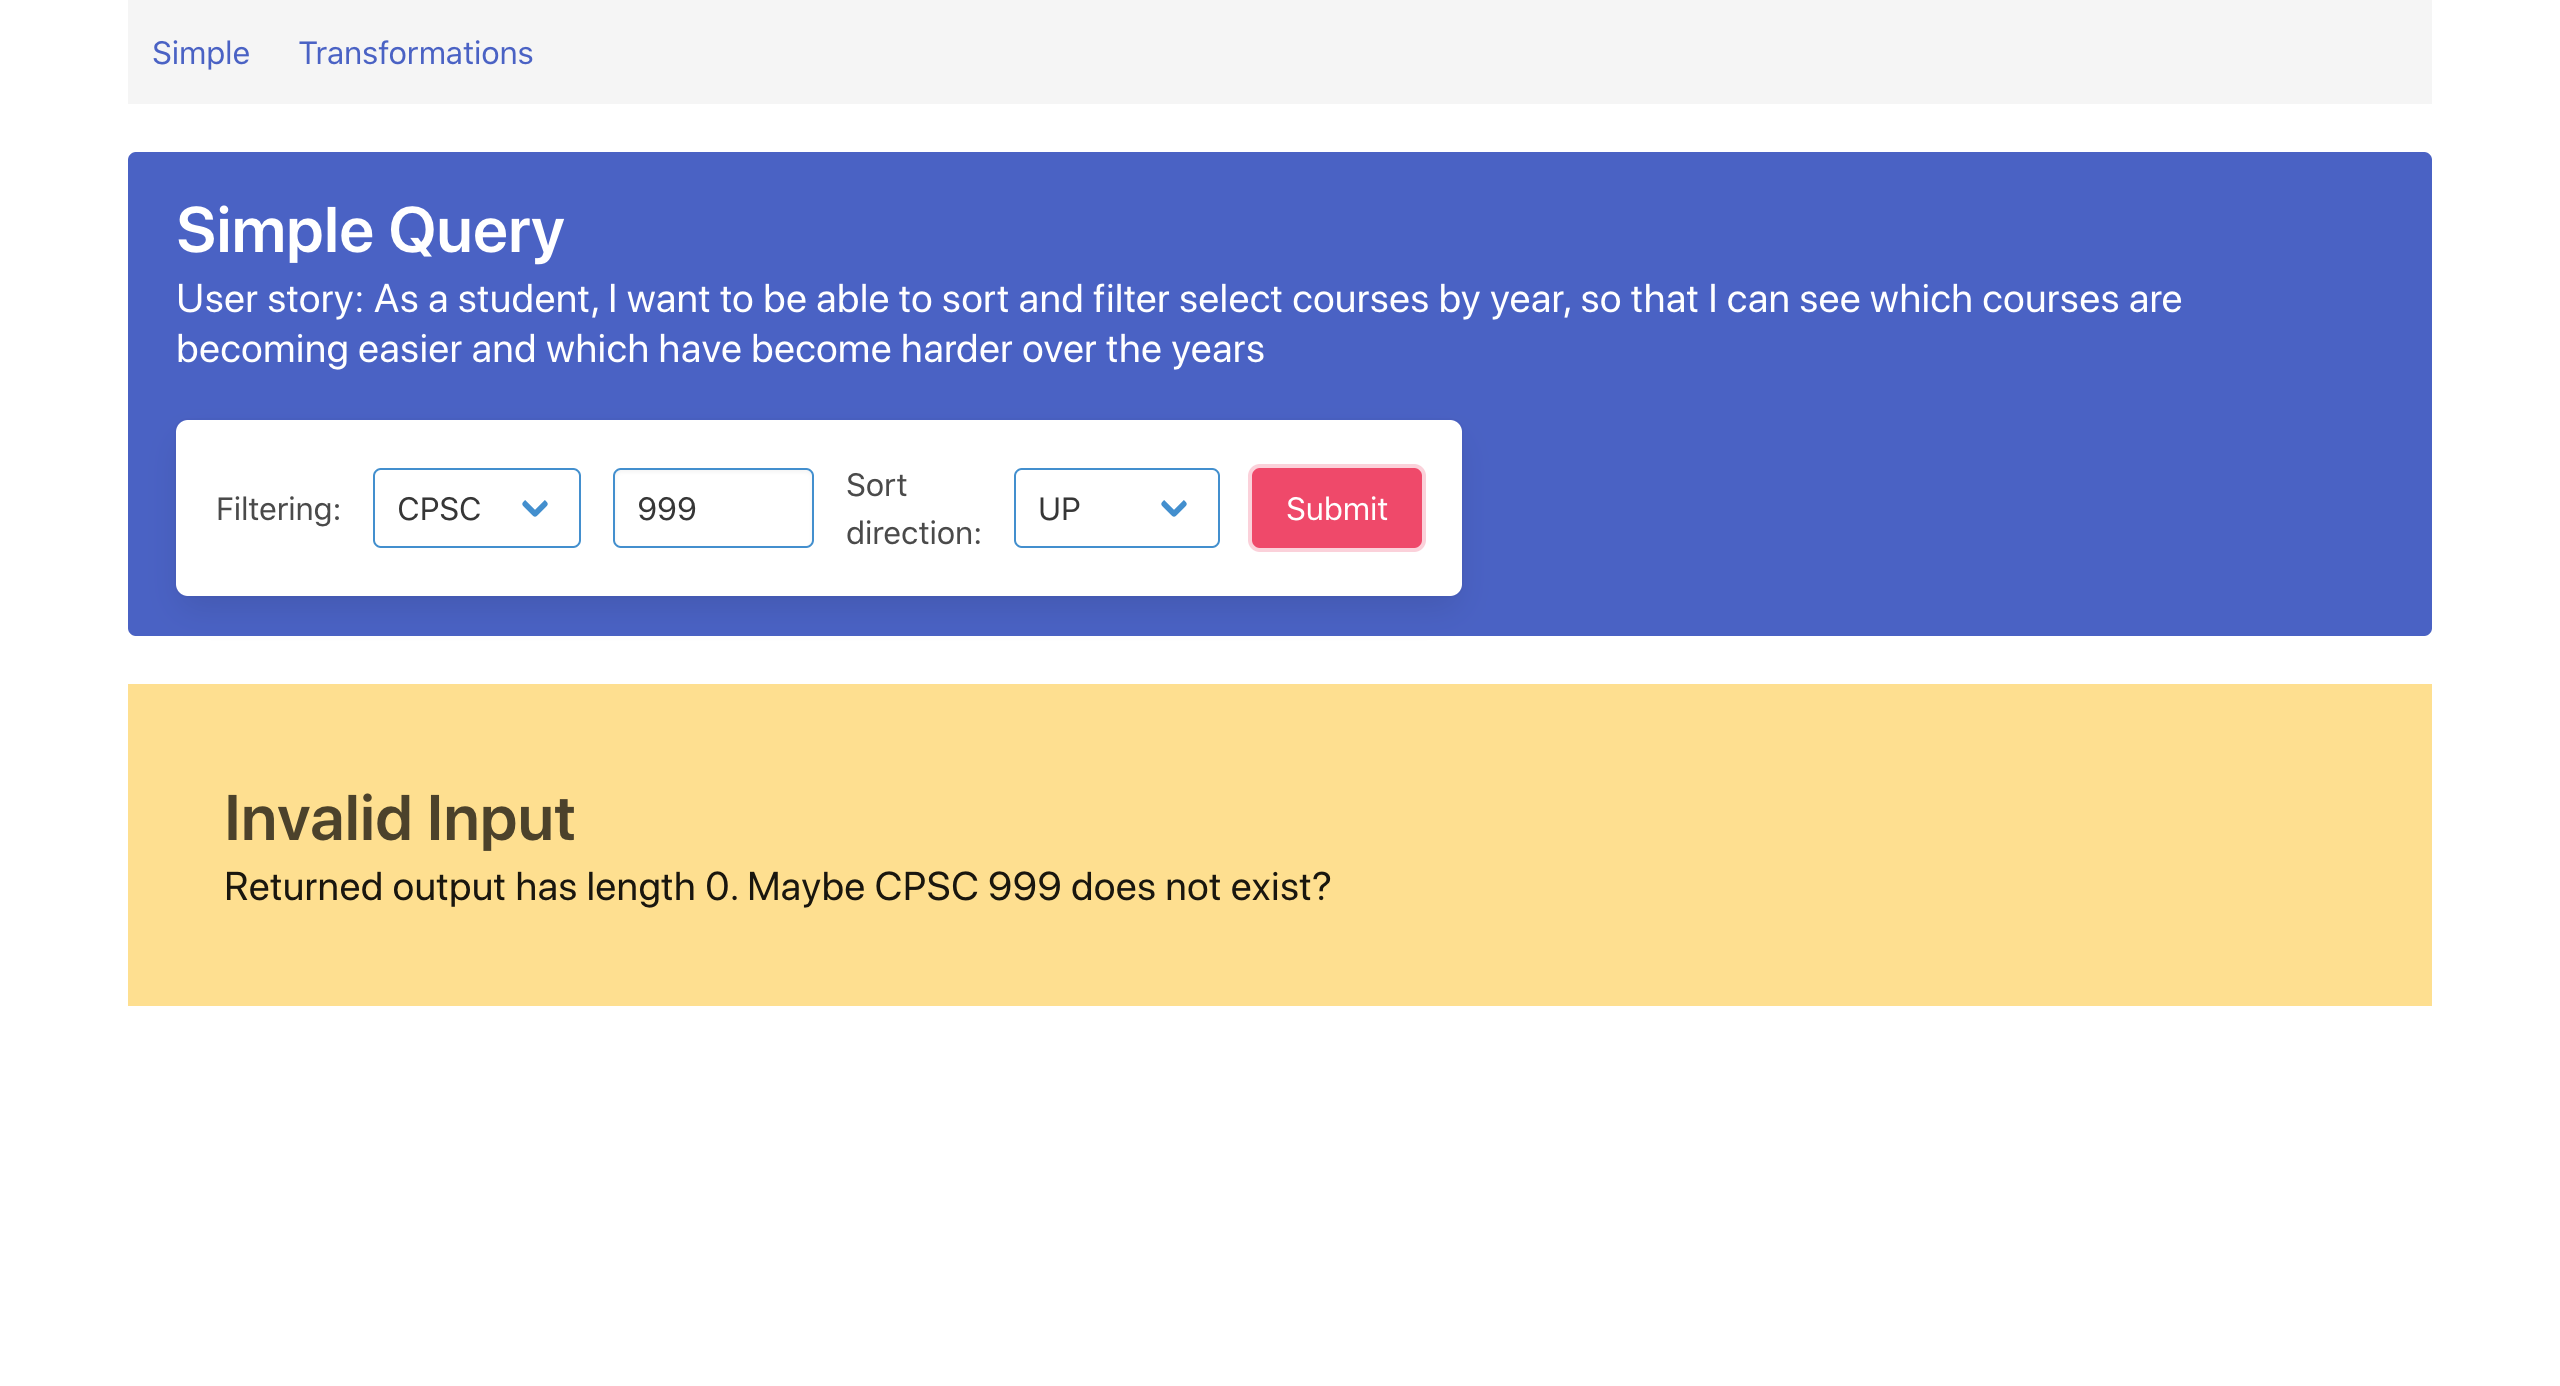 Simple Transformations
Simple Query
User story: As a student, I want to be able to sort and filter select courses by year, so that I can see which courses are
becoming easier and which have become harder over the years
Filtering: CPSC 999 Sort direction: UP Submit
Invalid Input
Returned output has length 0. Maybe CPSC 999 does not exist?